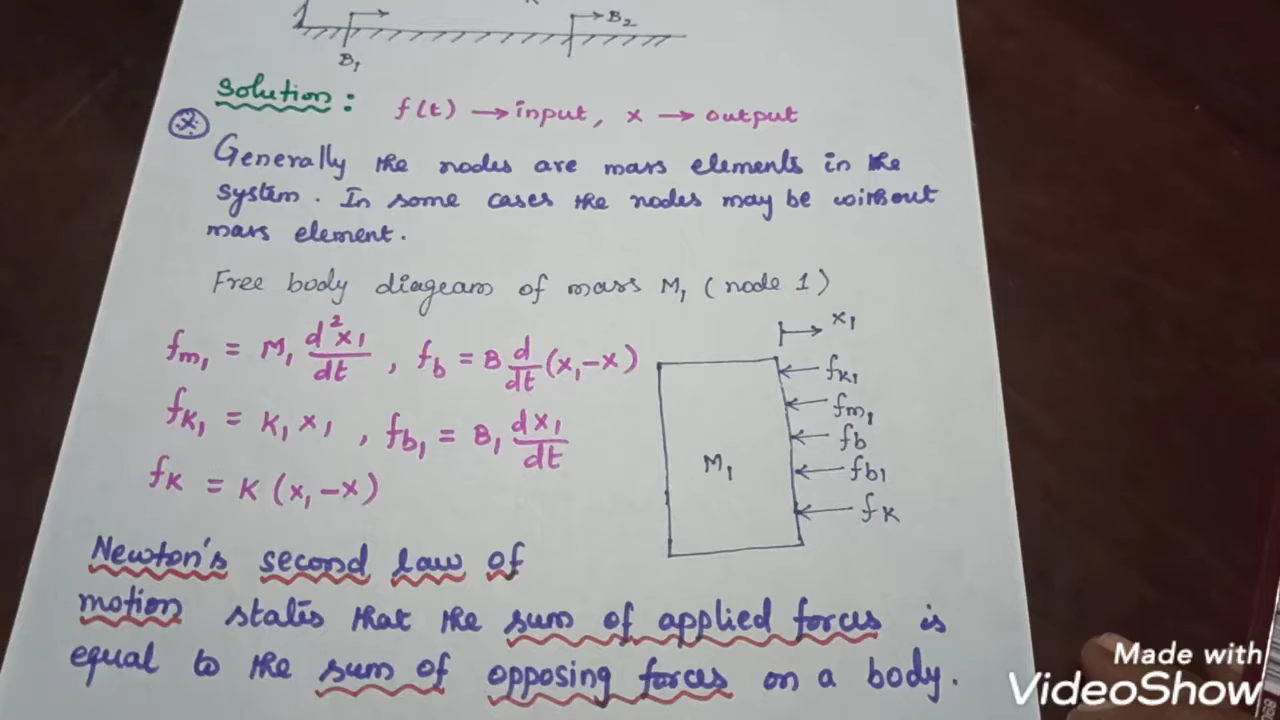 B₂
B₁
Solution:
f(t) → input, x → output
Generally the nodes are mass elements in the
system. In some cases the nodes may be without
mass element.
Free body diagram of mass M₁ (node 1)
fm₁ = M₁ d²x₁/dt, fb = B d/dt (x₁-x)
fK₁ = K₁x₁, fb₁ = B₁ dx₁/dt
fK = K (x₁-x)
x₁
fK₁
fm₁
fb
fb1
fK
M₁
Newton's second law of
motion states that the sum of applied forces is
equal to the sum of opposing forces on a body.
Made with
VideoShow